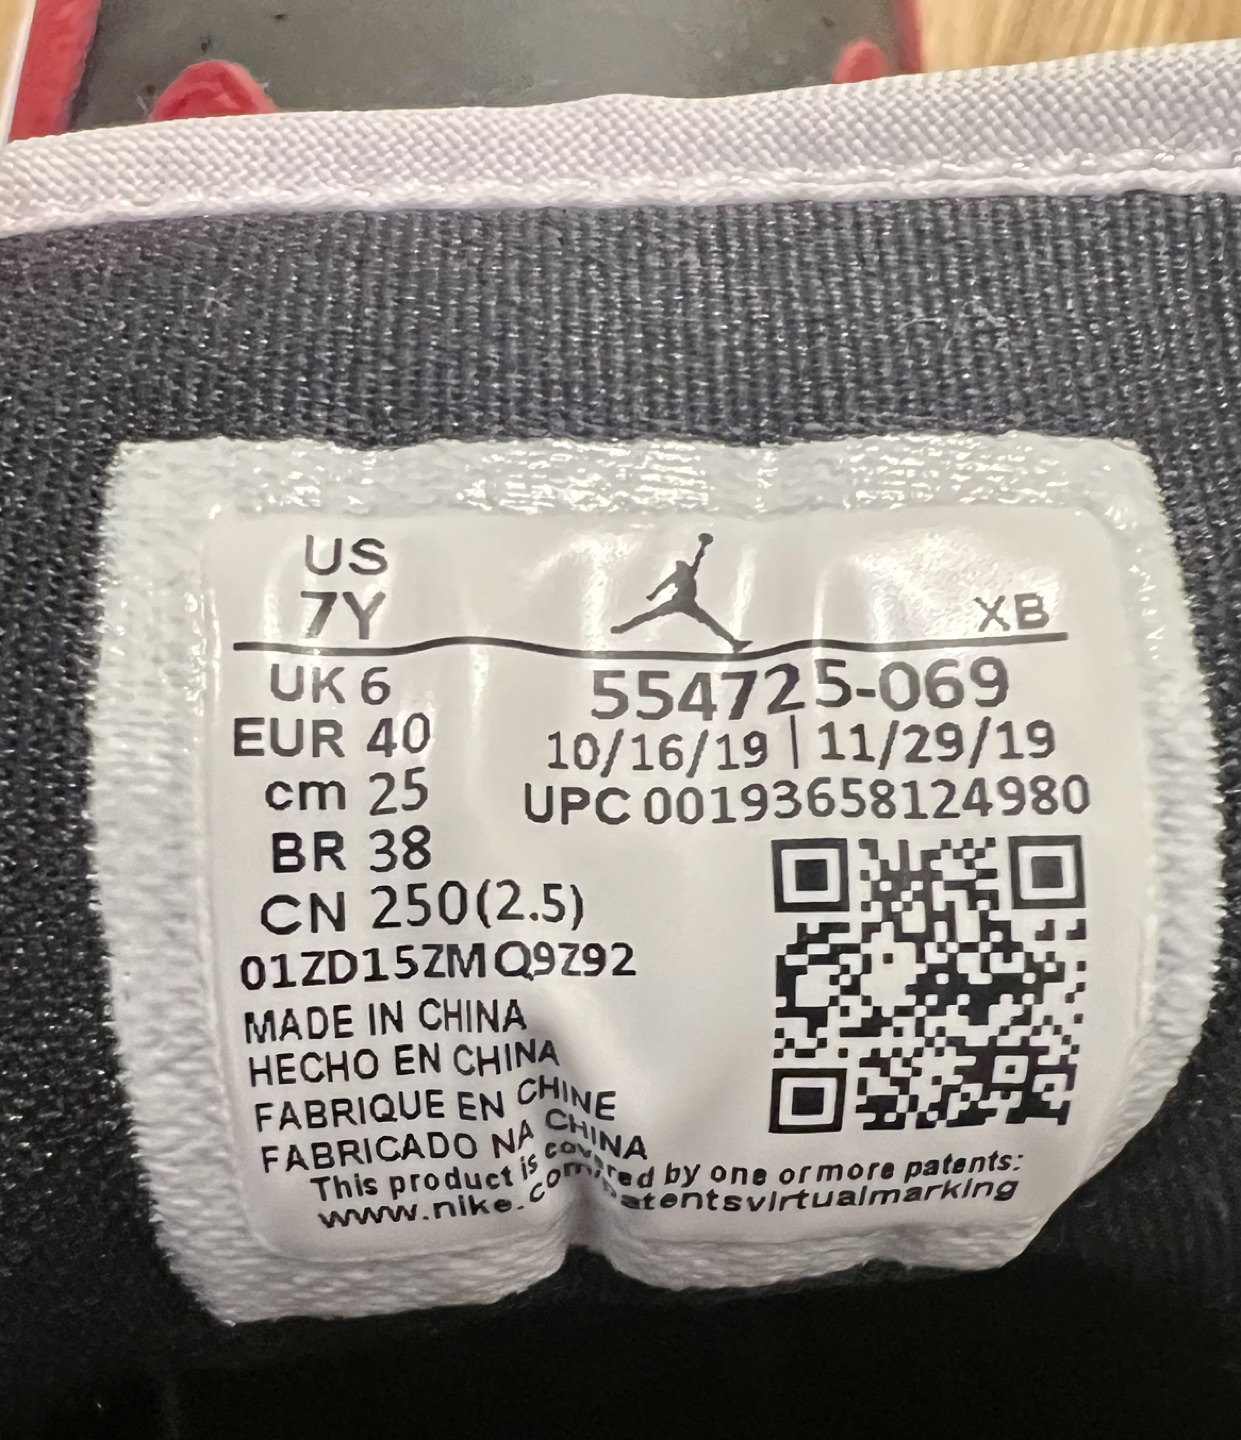 US
7Y
XB
UK 6
554725-069
EUR 40
10/16/19 | 11/29/19
cm 25
UPC 00193658124980
BR 38
CN 250(2.5)
01ZD15ZMQ9Z92
MADE IN CHINA
HECHO EN CHINA
FABRIQUE EN CHINE
FABRICADO NA CHINA
This product is covered by one or more patents:
www.nike.com/patentsvirtualmarking